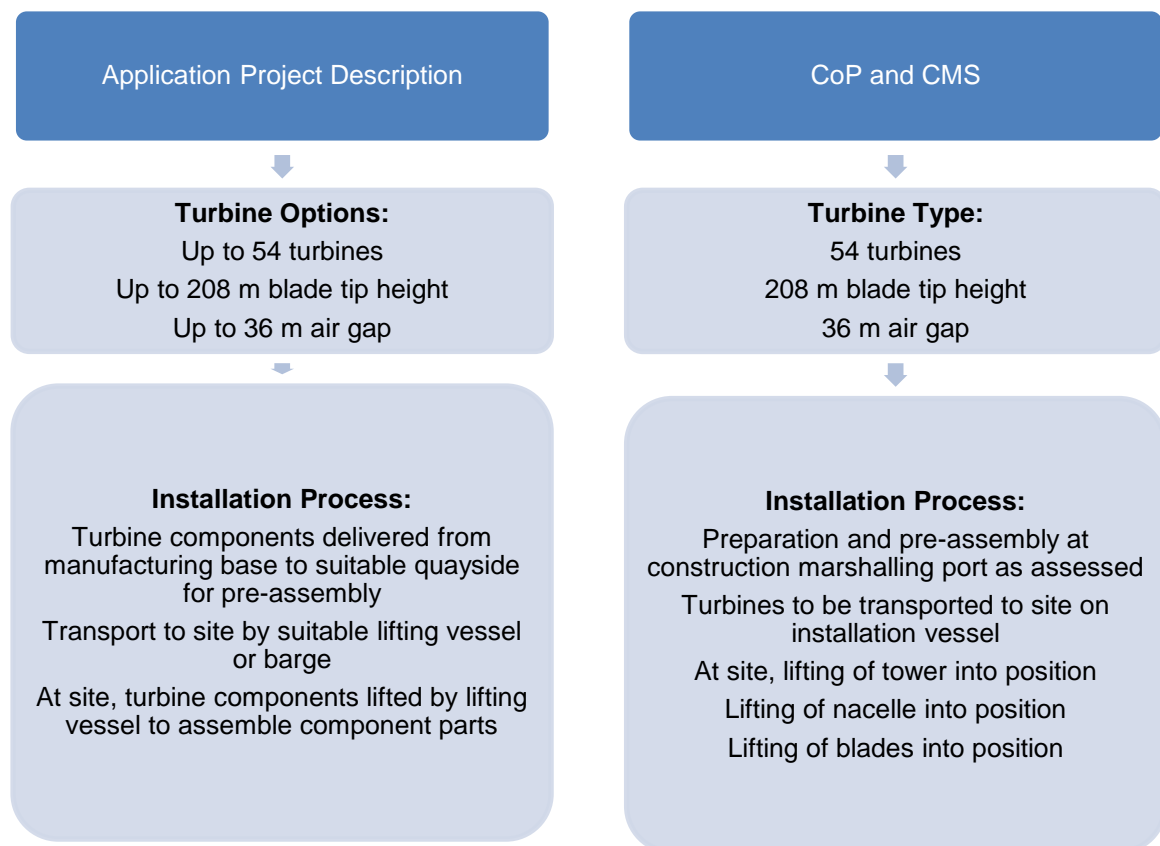 Application Project Description
Turbine Options:
Up to 54 turbines
Up to 208 m blade tip height
Up to 36 m air gap
Installation Process:
Turbine components delivered from
manufacturing base to suitable quayside
for pre-assembly
Transport to site by suitable lifting vessel
or barge
At site, turbine components lifted by lifting
vessel to assemble component parts
CoP and CMS
Turbine Type:
54 turbines
208 m blade tip height
36 m air gap
Installation Process:
Preparation and pre-assembly at
construction marshalling port as assessed
Turbines to be transported to site on
installation vessel
At site, lifting of tower into position
Lifting of nacelle into position
Lifting of blades into position